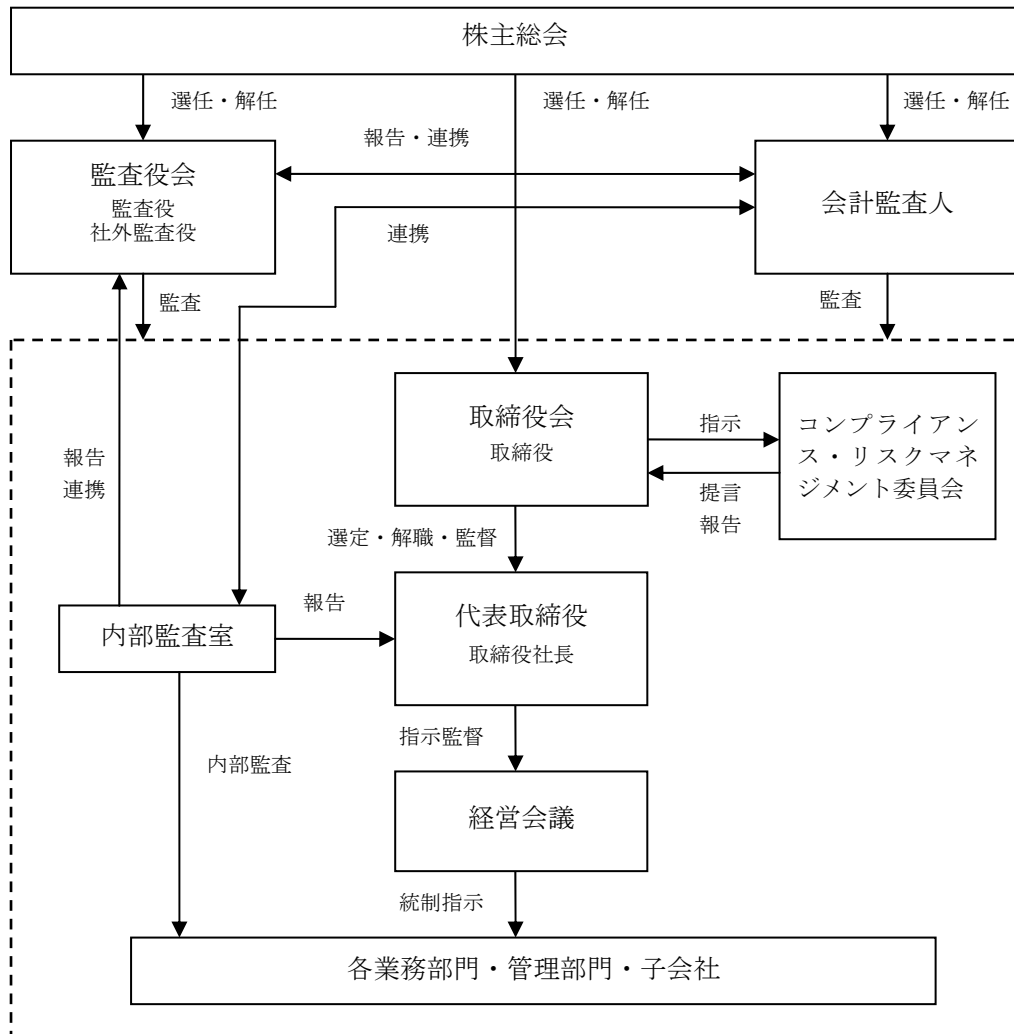 株主総会
選任・解任
選任・解任
選任・解任
報告・連携
監査役会
監査役
社外監査役
会計監査人
連携
監査
監査
取締役会
取締役
指示
コンプライアン
ス・リスクマネ
ジメント委員会
提言
報告
報告
連携
選定・解職・監督
報告
代表取締役
取締役社長
内部監査室
指示監督
内部監査
経営会議
統制指示
各業務部門・管理部門・子会社